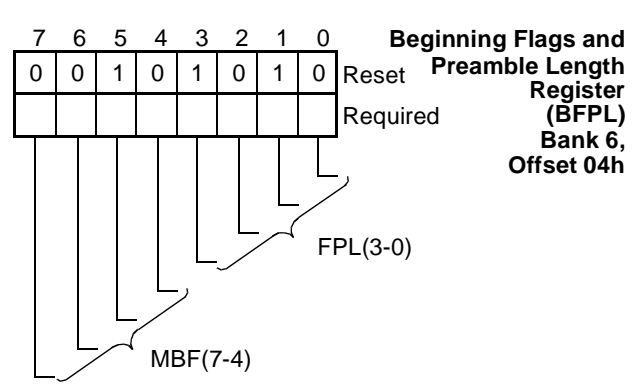 7 6 5 4 3 2 1 0
0 0 1 0 1 0 1 0 Reset
Required
Beginning Flags and
Preamble Length
Register
(BFPL)
Bank 6,
Offset 04h
FPL(3-0)
MBF(7-4)